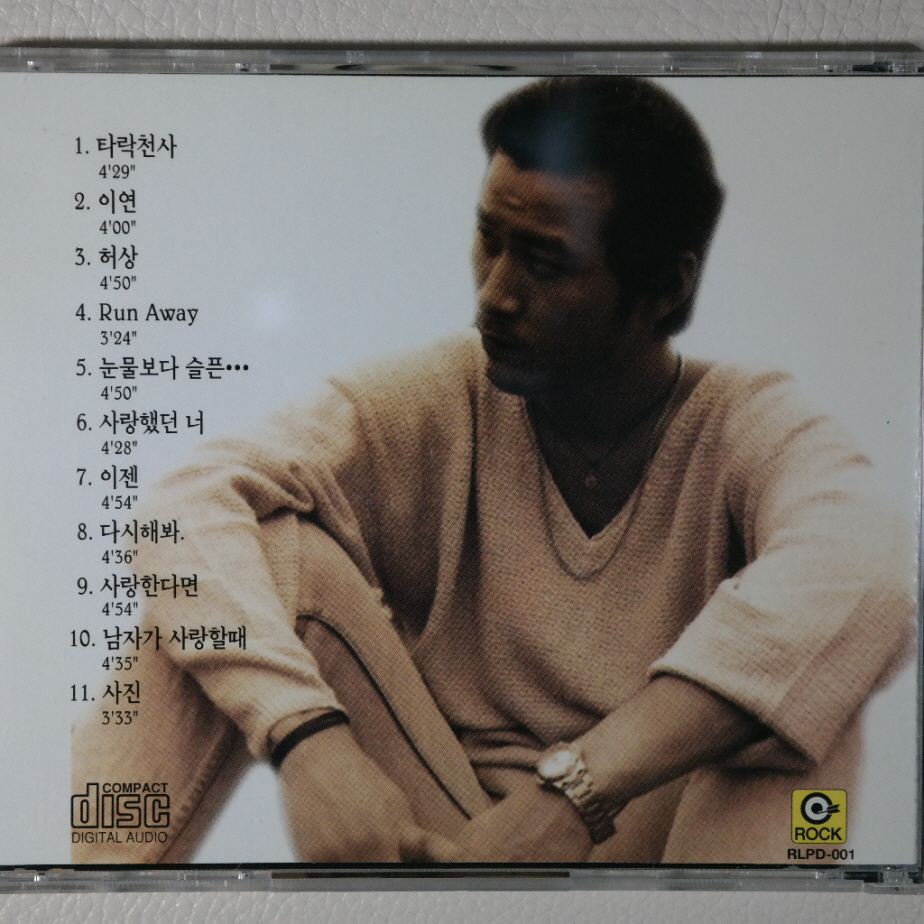 1. 타락천사
4'29"
2. 이연
4'00"
3. 허상
4'50"
4. Run Away
3'24"
5. 눈물보다 슬픈•••
4'50"
6. 사랑했던 너
4'28"
7. 이젠
4'54"
8. 다시해봐.
4'36"
9. 사랑한다면
4'54"
10. 남자가 사랑할때
4'35"
11. 사진
3'33"
COMPACT
disc
DIGITAL AUDIO
ROCK
RLPD-001